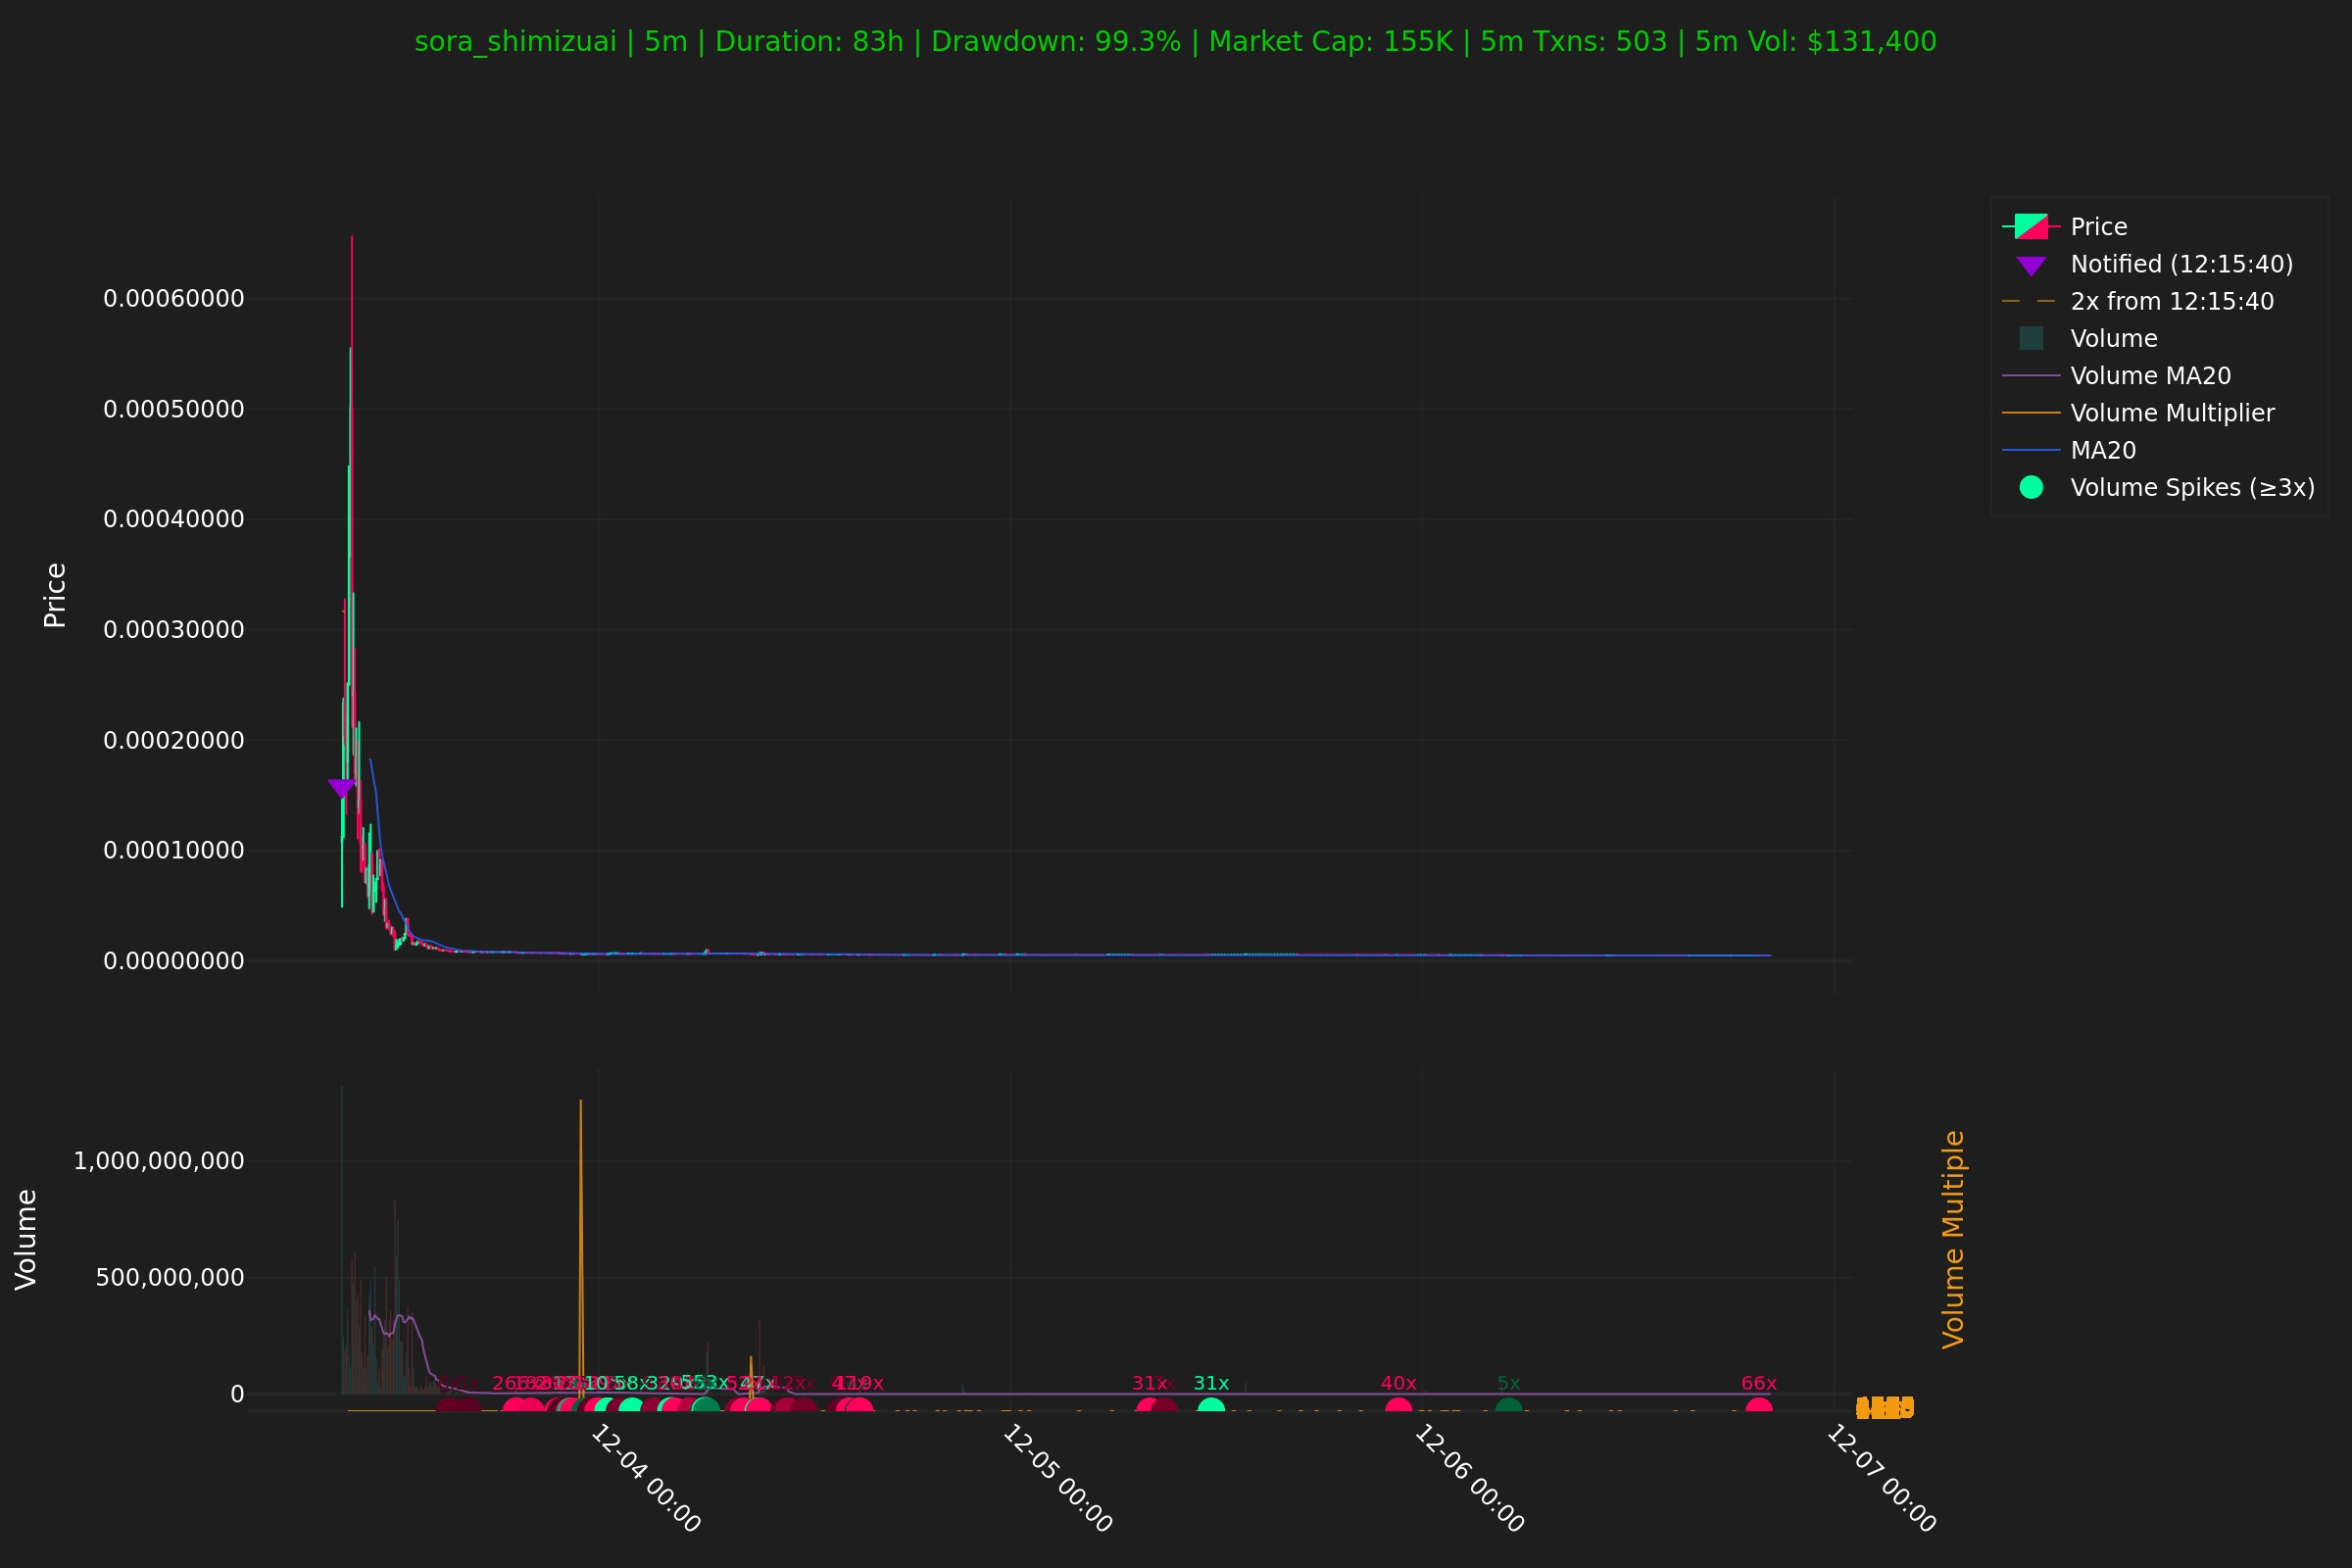 sora_shimizuai | 5m | Duration: 83h | Drawdown: 99.3% | Market Cap: 155K | 5m Txns: 503 | 5m Vol: $131,400
Price
Notified (12:15:40)
2x from 12:15:40
Volume
Volume MA20
Volume Multiplier
MA20
Volume Spikes (≥3x)
Price
0.00060000
0.00050000
0.00040000
0.00030000
0.00020000
0.00010000
0.00000000
Volume
1,000,000,000
500,000,000
0
Volume Multiple
58x
553x
47x
12x
31x
31x
40x
5x
66x
12-04 00:00
12-05 00:00
12-06 00:00
12-07 00:00